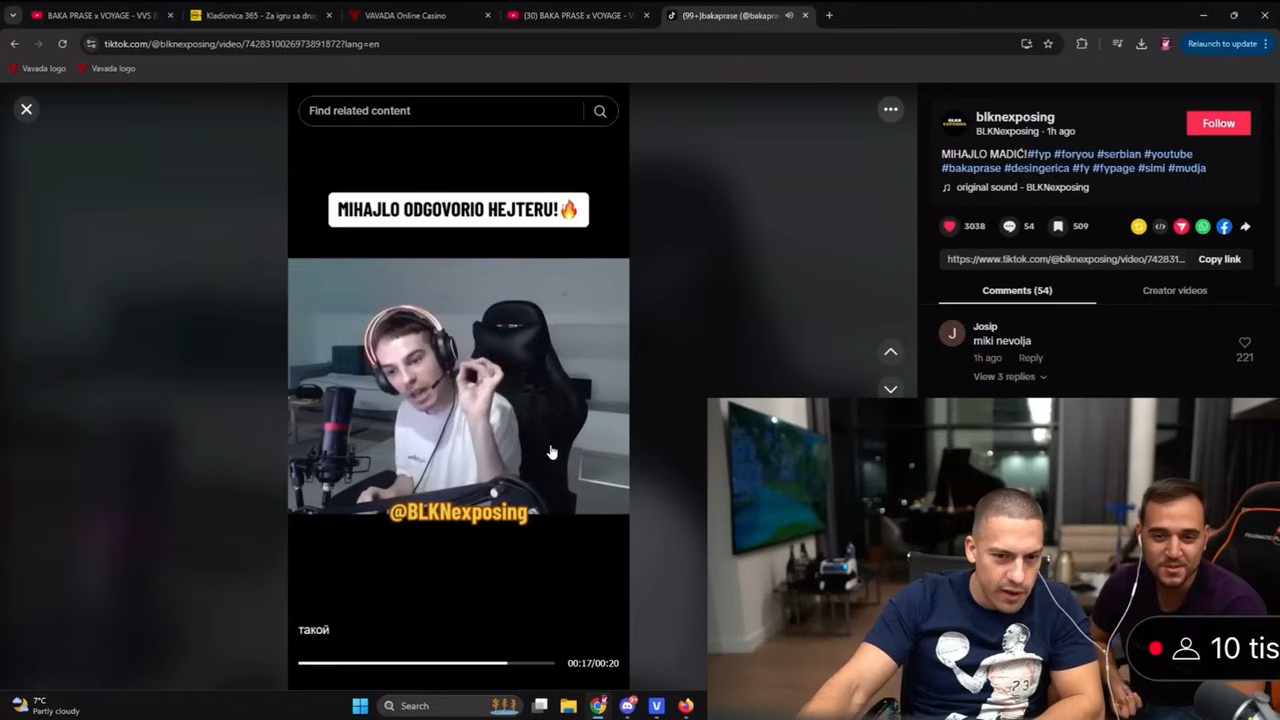 BAKA PRASE x VOYAGE - VVS
Kladionica 365 - Za igru sa drug
VAVADA Online Casino
(30) BAKA PRASE x VOYAGE - V
(99+)bakaprase (@bakapra
tiktok.com/@blknexposing/video/7428310026973891872?lang=en
Relaunch to update
Vavada logo
Vavada logo
Find related content
MIHAJLO ODGOVORIO HEJTERU!🔥
@BLKNexposing
такой
00:17/00:20
blknexposing
BLKNexposing · 1h ago
Follow
MIHAJLO MADIĆ!#fyp #foryou #serbian #youtube
#bakaprase #desingerica #fy #fypage #simi #mudja
original sound - BLKNexposing
3038
54
509
https://www.tiktok.com/@blknexposing/video/742831...
Copy link
Comments (54)
Creator videos
J
Josip
miki nevolja
1h ago
Reply
221
View 3 replies
23
10 tis
7°C
Partly cloudy
Search